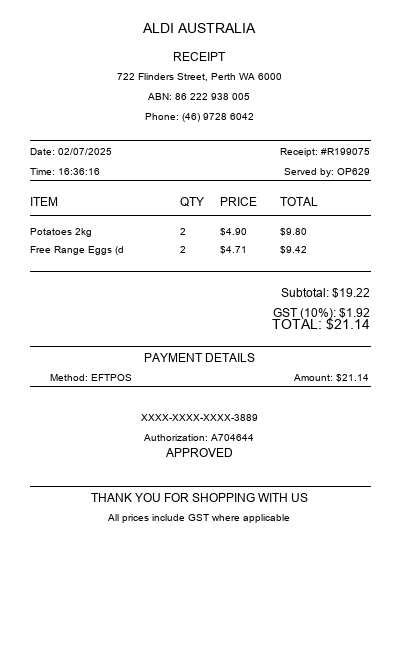 ALDI AUSTRALIA
RECEIPT
722 Flinders Street, Perth WA 6000
ABN: 86 222 938 005
Phone: (46) 9728 6042
Date: 02/07/2025 Receipt: #R199075
Time: 16:36:16 Served by: OP629
ITEM QTY PRICE TOTAL
Potatoes 2kg 2 $4.90 $9.80
Free Range Eggs (d 2 $4.71 $9.42
Subtotal: $19.22
GST (10%): $1.92
TOTAL: $21.14
PAYMENT DETAILS
Method: EFTPOS Amount: $21.14
XXXX-XXXX-XXXX-3889
Authorization: A704644
APPROVED
THANK YOU FOR SHOPPING WITH US
All prices include GST where applicable